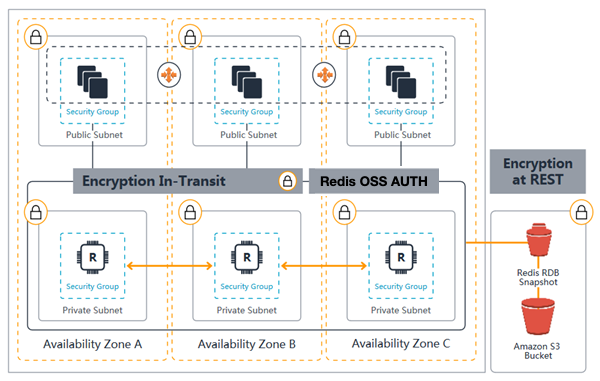 Security Group
Security Group
Security Group
Public Subnet
Public Subnet
Public Subnet
Encryption In-Transit
Redis OSS AUTH
Encryption
at REST
R
R
R
Security Group
Security Group
Security Group
Private Subnet
Private Subnet
Private Subnet
Redis RDB
Snapshot
Amazon S3
Bucket
Availability Zone A
Availability Zone B
Availability Zone C